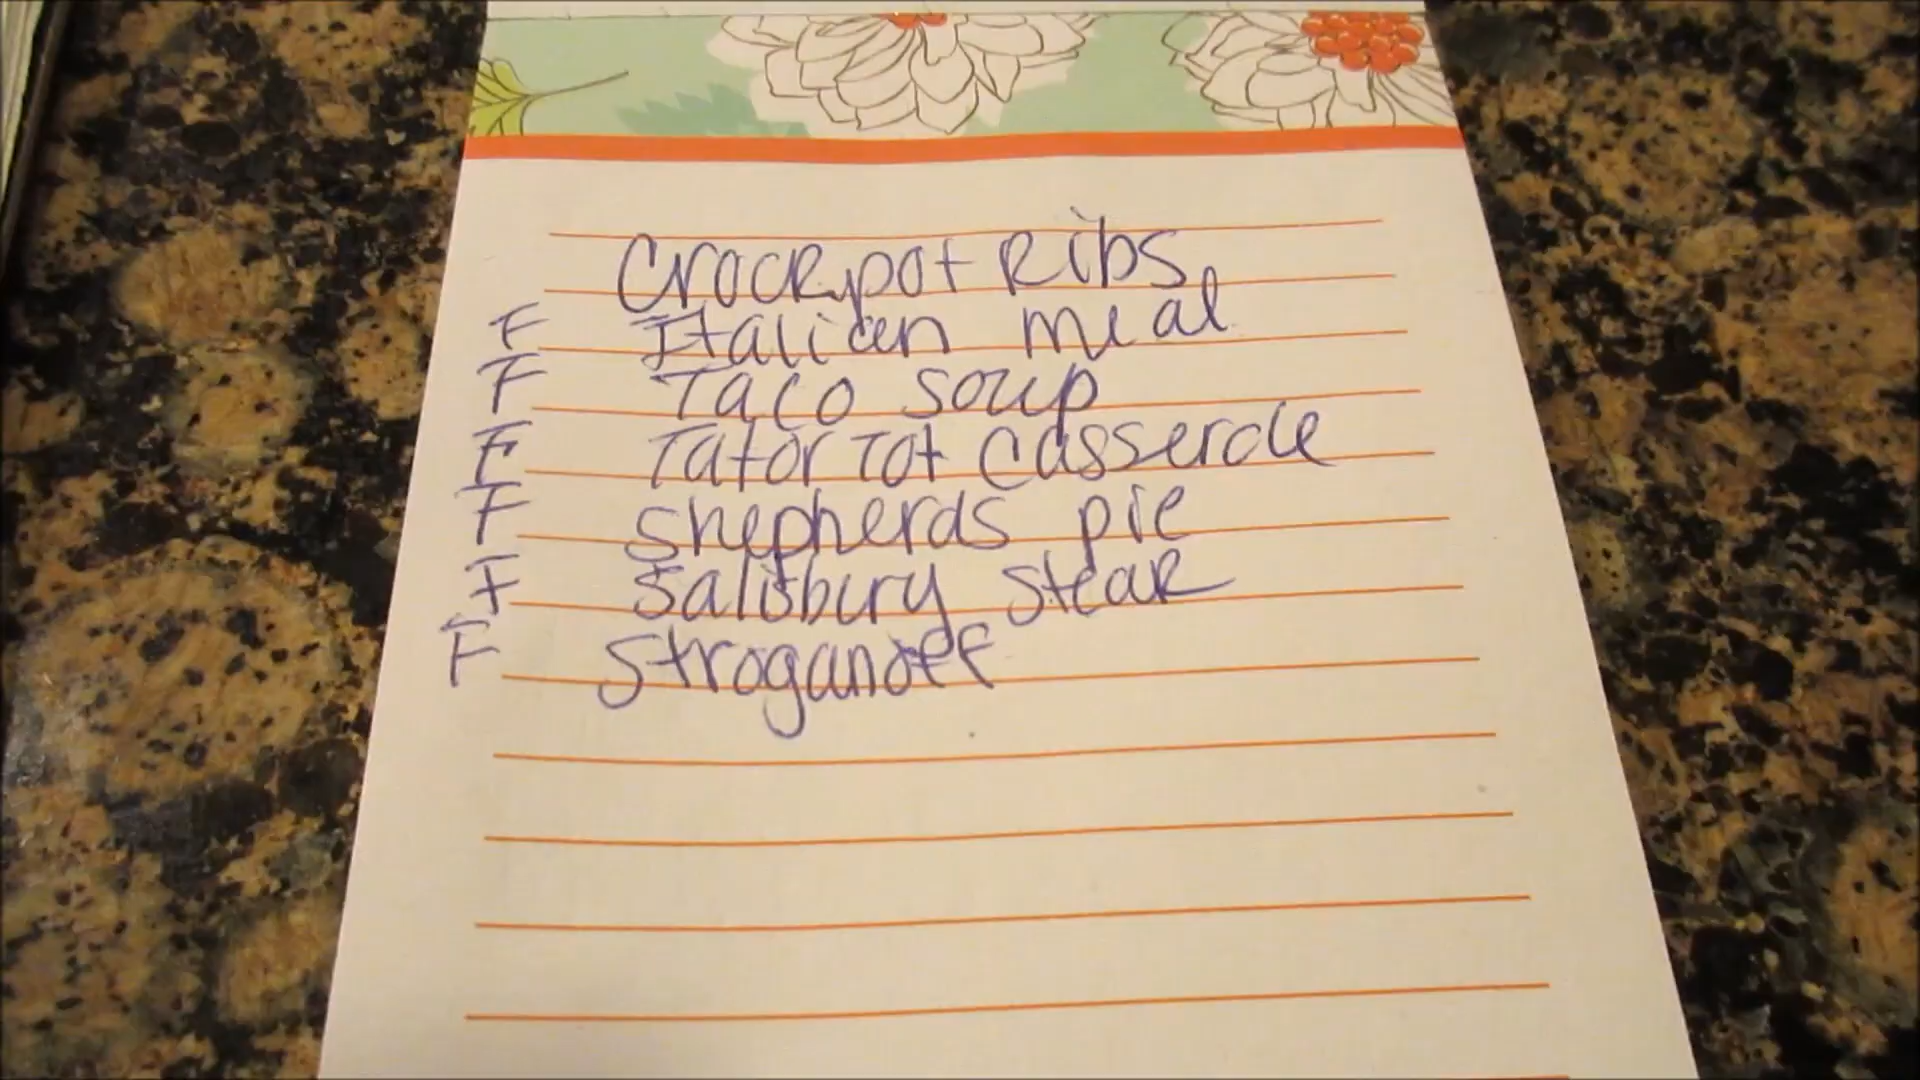 Crockpot Ribs
F Italian meal
F Taco soup
F Tator Tot Casserole
F shepherds pie
F Salisbury steak
F Stroganoff